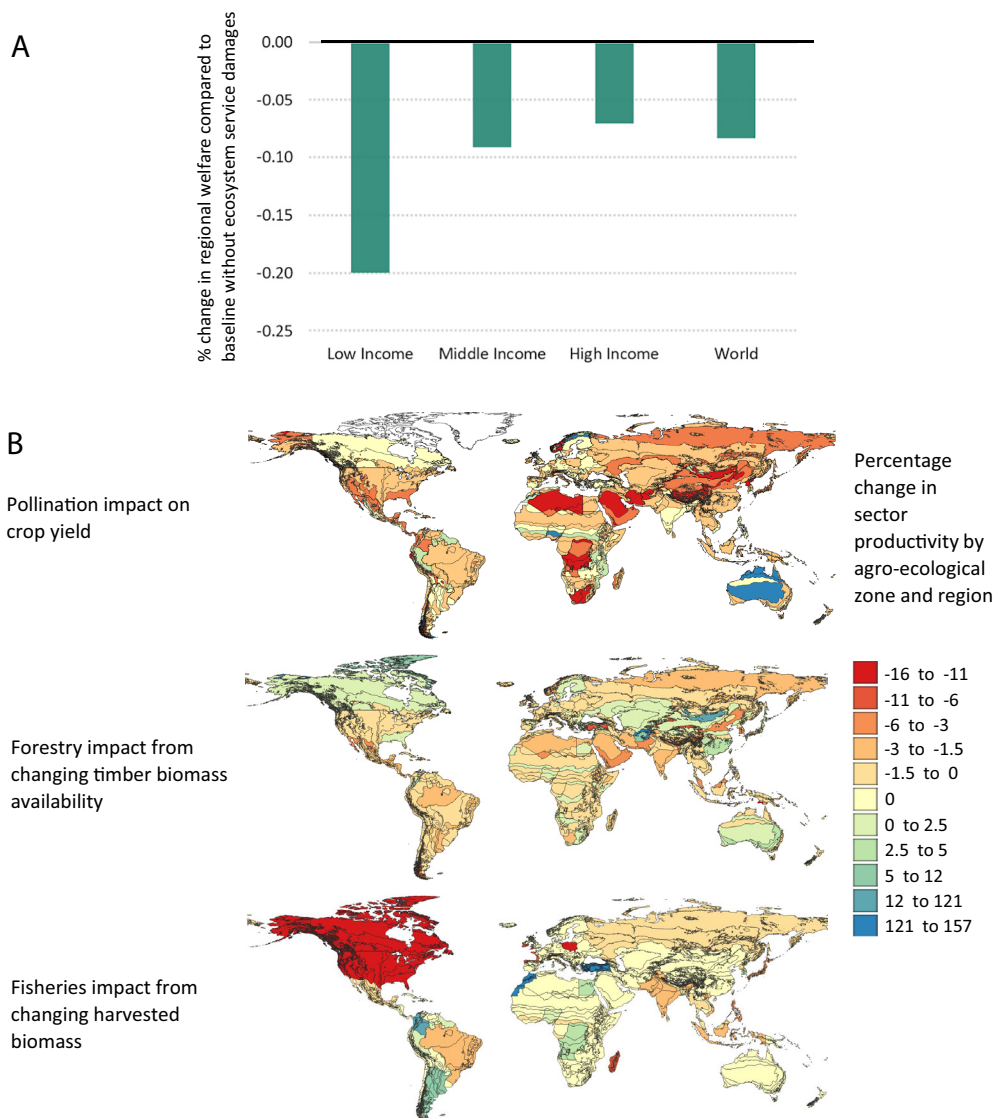 A
% change in regional welfare compared to
baseline without ecosystem service damages
0.00
-0.05
-0.10
-0.15
-0.20
-0.25
Low Income
Middle Income
High Income
World
B
Pollination impact on
crop yield
Percentage
change in
sector
productivity by
agro-ecological
zone and region
Forestry impact from
changing timber biomass
availability
-16 to -11
-11 to -6
-6 to -3
-3 to -1.5
-1.5 to 0
0
0 to 2.5
2.5 to 5
5 to 12
12 to 121
121 to 157
Fisheries impact from
changing harvested
biomass